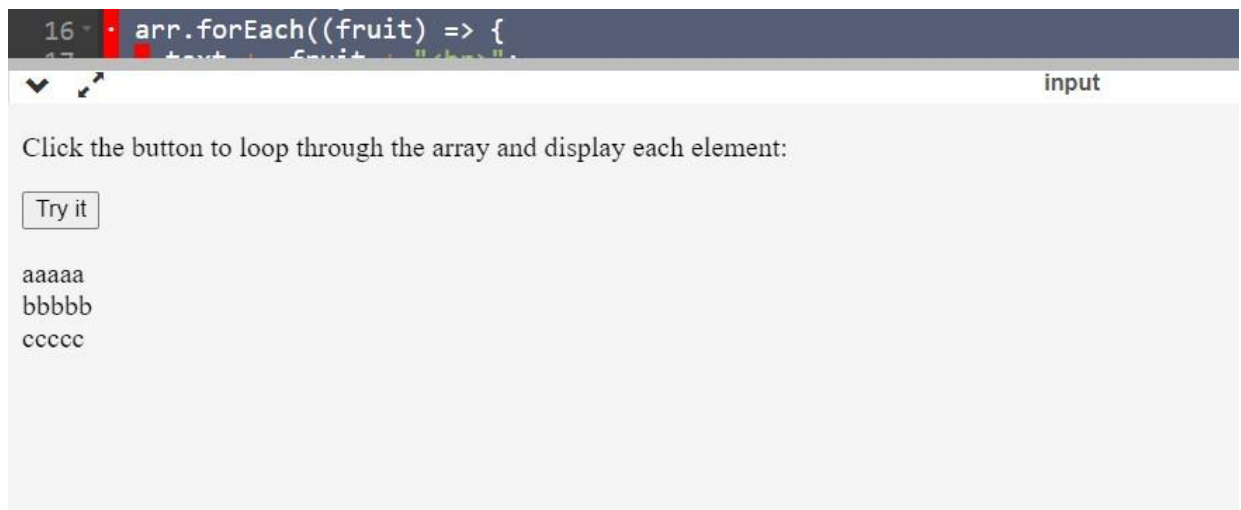 16 arr.forEach((fruit) => {
input
Click the button to loop through the array and display each element:
Try it
aaaaa
bbbbb
ccccc